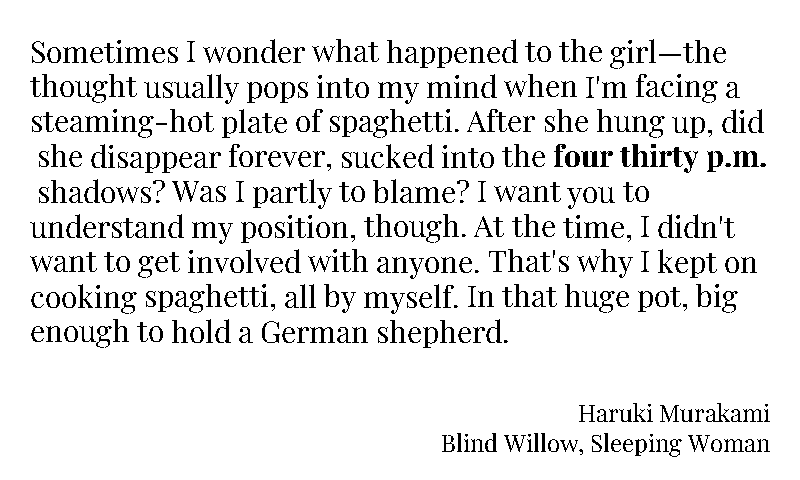 Sometimes I wonder what happened to the girl—the
thought usually pops into my mind when I'm facing a
steaming-hot plate of spaghetti. After she hung up, did
she disappear forever, sucked into the four thirty p.m.
shadows? Was I partly to blame? I want you to
understand my position, though. At the time, I didn't
want to get involved with anyone. That's why I kept on
cooking spaghetti, all by myself. In that huge pot, big
enough to hold a German shepherd.
Haruki Murakami
Blind Willow, Sleeping Woman